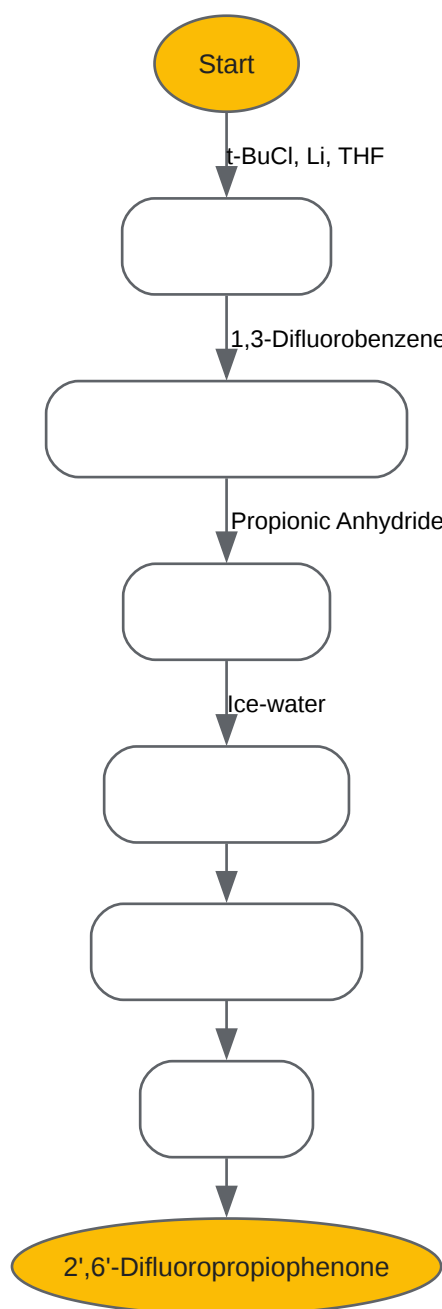 Start
t-BuCl, Li, THF
1,3-Difluorobenzene
Propionic Anhydride
Ice-water
2',6'-Difluoropropiophenone